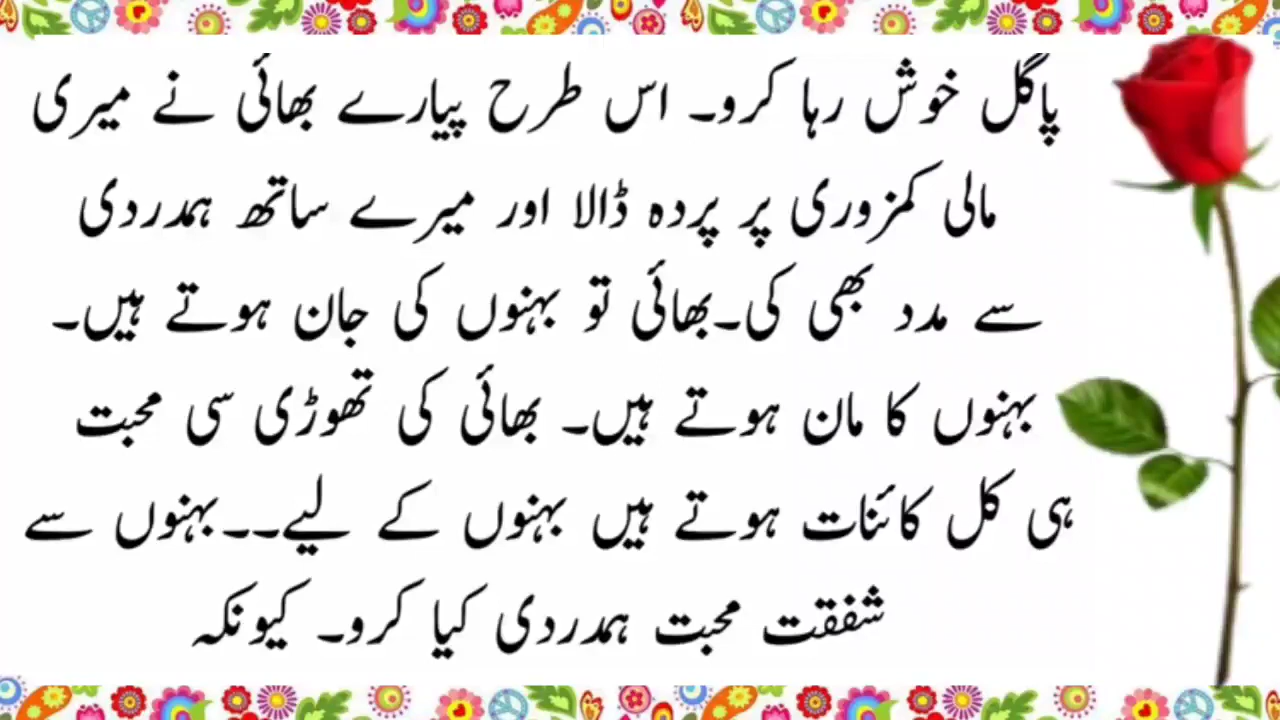 پاگل خوش رہا کرو۔ اس طرح پیارے بھائی نے میری
مالی کمزوری پر پردہ ڈالا اور میرے ساتھ ہمدردی
سے مدد بھی کی۔بھائی تو بہنوں کی جان ہوتے ہیں۔
بہنوں کا مان ہوتے ہیں۔ بھائی کی تھوڑی سی محبت
ہی کل کائنات ہوتے ہیں بہنوں کے لیے۔۔بہنوں سے
شفقت محبت ہمدردی کیا کرو۔ کیونکہ